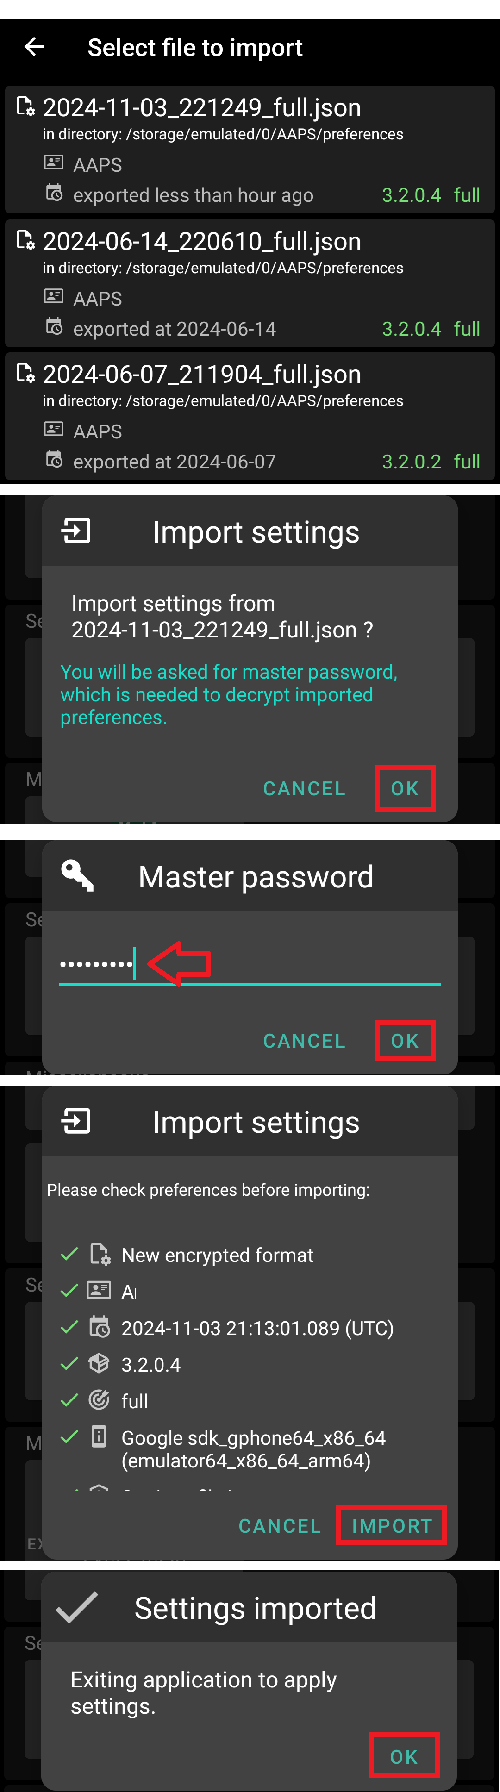 Select file to import
2024-11-03_221249_full.json
in directory: /storage/emulated/0/AAPS/preferences
AAPS
exported less than hour ago 3.2.0.4 full
2024-06-14_220610_full.json
in directory: /storage/emulated/0/AAPS/preferences
AAPS
exported at 2024-06-14 3.2.0.4 full
2024-06-07_211904_full.json
in directory: /storage/emulated/0/AAPS/preferences
AAPS
exported at 2024-06-07 3.2.0.2 full
Import settings
Import settings from
2024-11-03_221249_full.json ?
Se
You will be asked for master password,
which is needed to decrypt imported
preferences.
M
CANCEL OK
Master password
Se
•••••••••
CANCEL OK
Import settings
Please check preferences before importing:
New encrypted format
Se
2024-11-03 21:13:01.089 (UTC)
3.2.0.4
full
Google sdk_gphone64_x86_64
M
(emulator64_x86_64_arm64)
CANCEL IMPORT
EX
Settings imported
Se
Exiting application to apply
settings.
OK